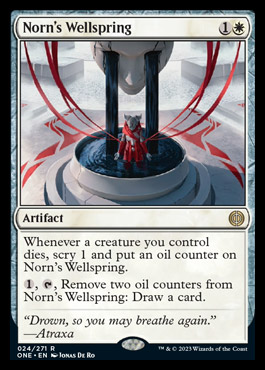 Norn's Wellspring 1
Artifact
Whenever a creature you control
dies, scry 1 and put an oil counter on
Norn's Wellspring.
1, , Remove two oil counters from
Norn's Wellspring: Draw a card.
"Drown, so you may breathe again."
—Atraxa
024/271 R
ONE • EN Jonas De Ro
™ & © 2023 Wizards of the Coast